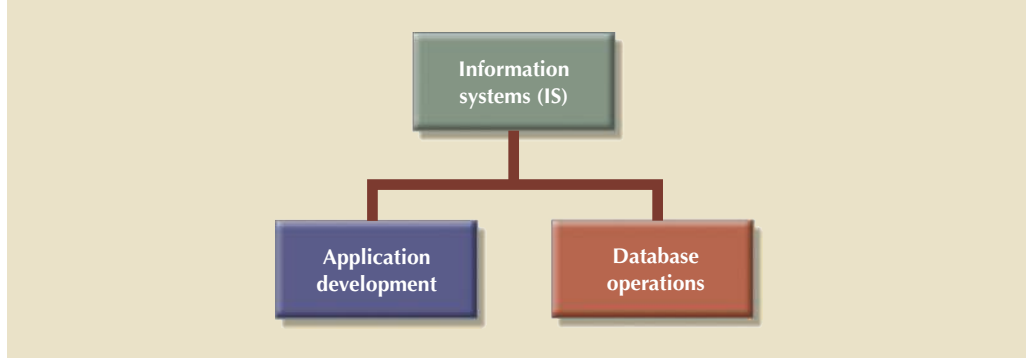 Information
systems (IS)
Application
development
Database
operations